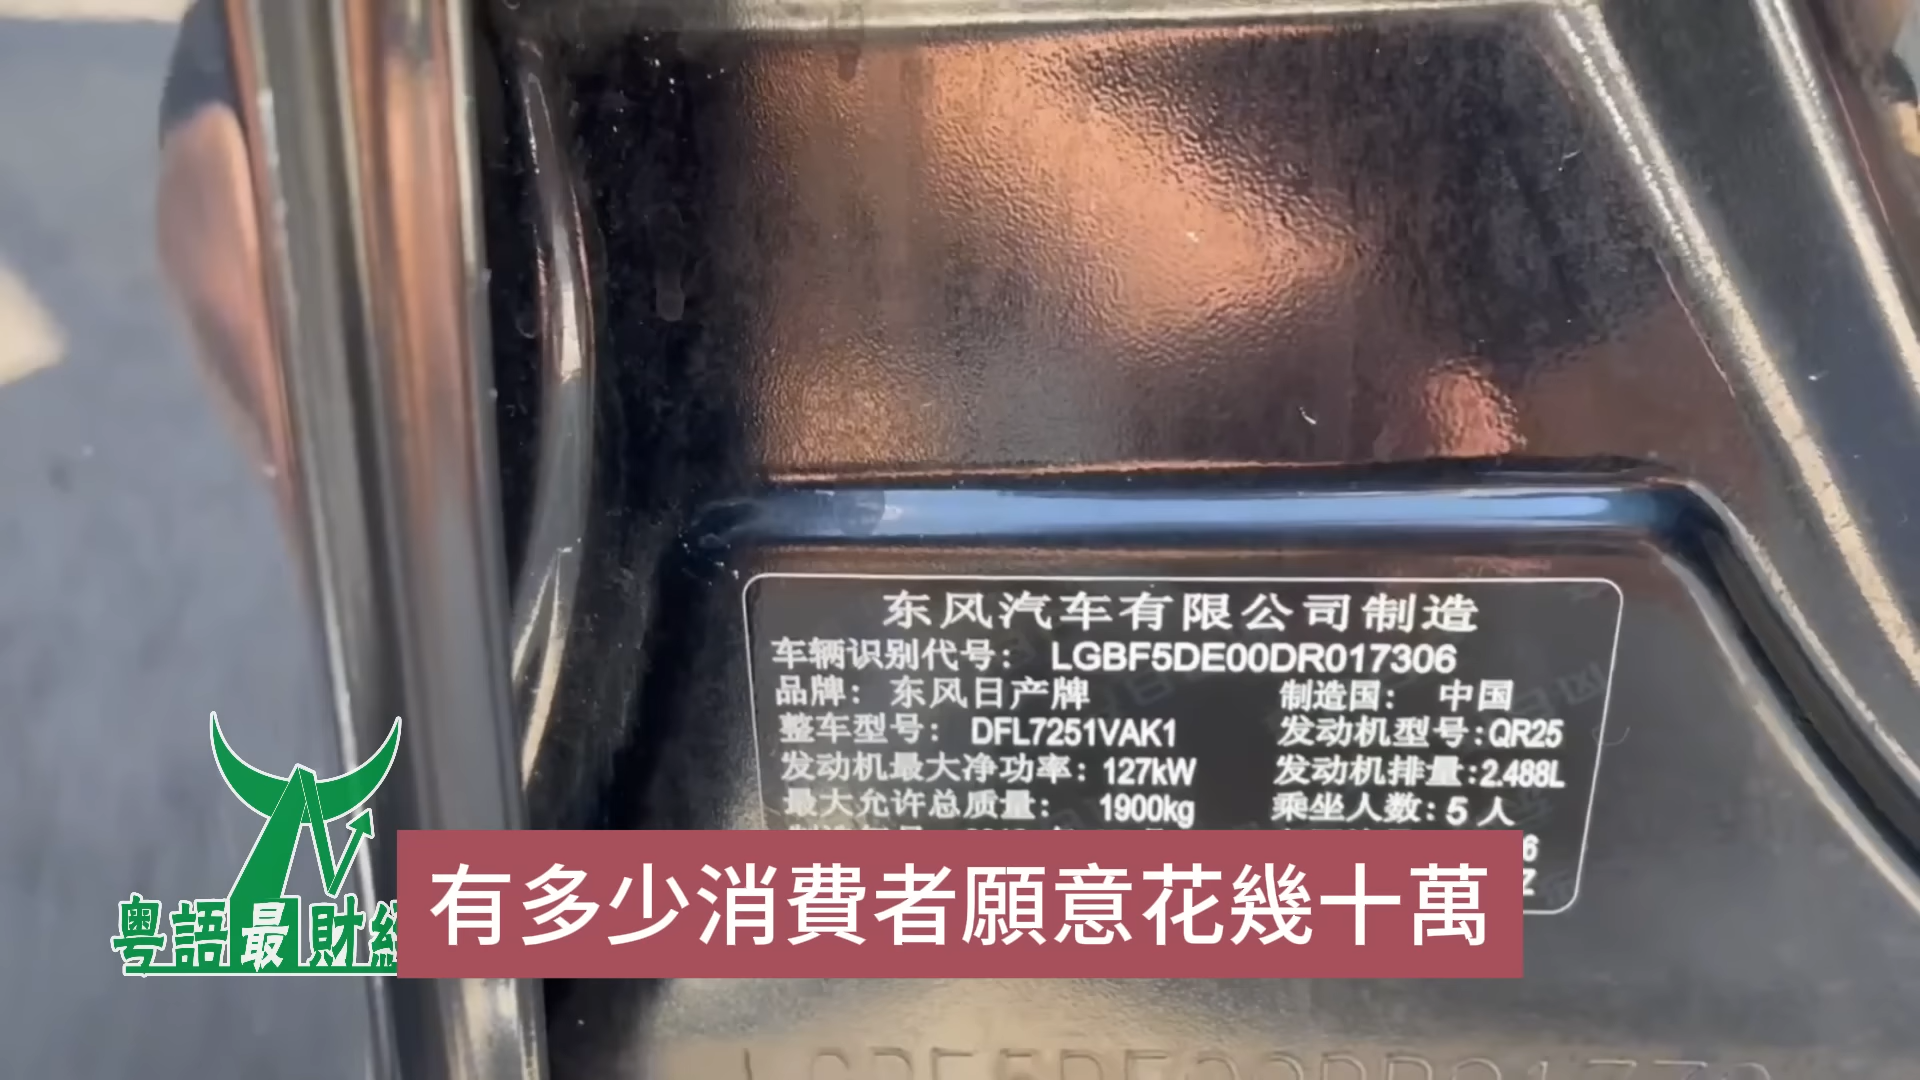 东风汽车有限公司制造
车辆识别代号: LGBF5DE00DR017306
品牌: 东风日产牌 制造国: 中国
整车型号: DFL7251VAK1 发动机型号:QR25
发动机最大净功率: 127kW 发动机排量:2.488L
最大允许总质量: 1900kg 乘坐人数: 5 人
有多少消費者願意花幾十萬
粵語最財經